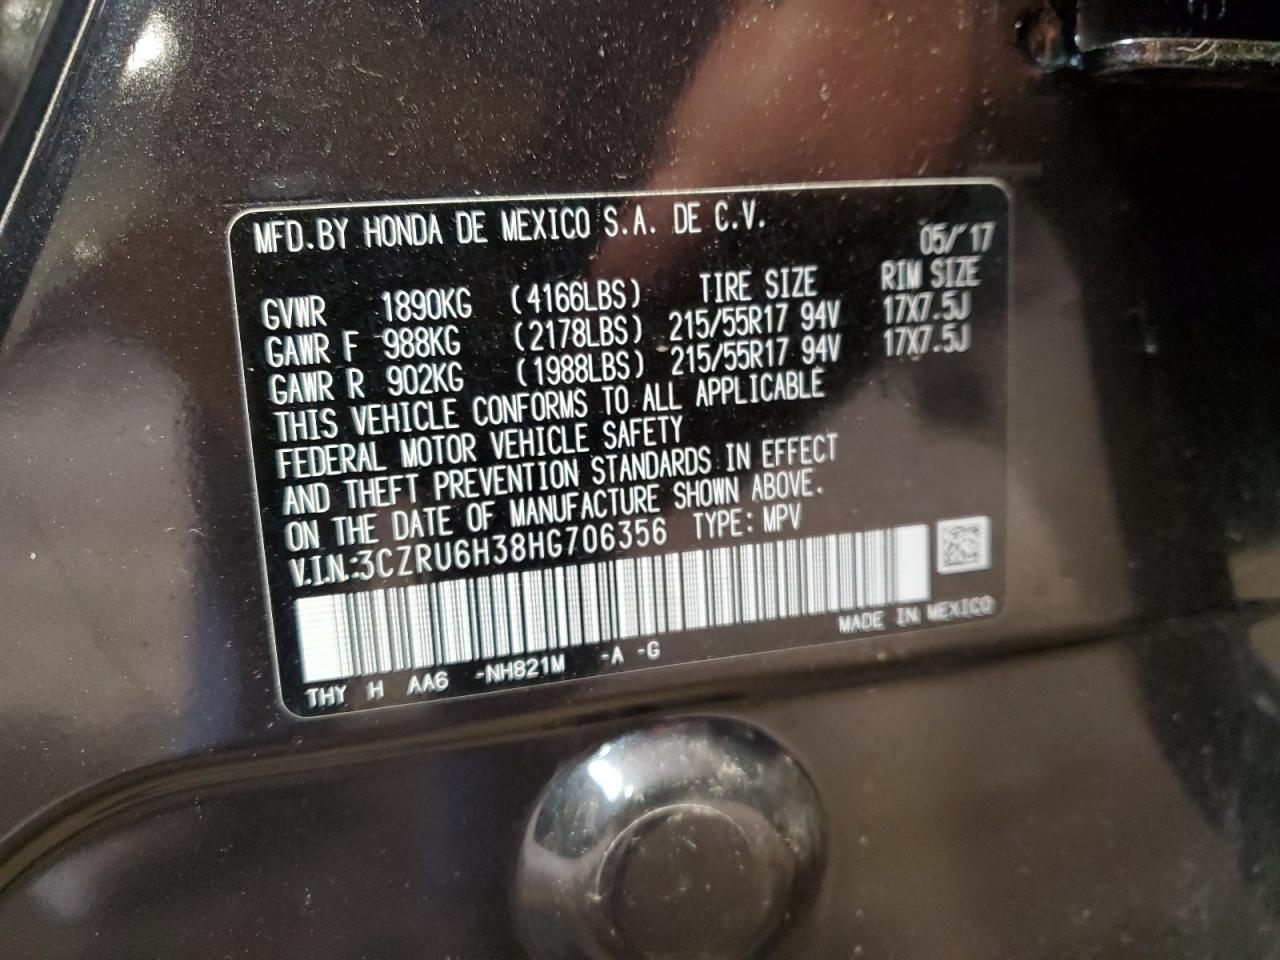 MFD.BY HONDA DE MEXICO S.A. DE C.V.
05/'17
GVWR 1890KG (4166LBS) TIRE SIZE RIM SIZE
GAWR F 988KG (2178LBS) 215/55R17 94V 17X7.5J
GAWR R 902KG (1988LBS) 215/55R17 94V 17X7.5J
THIS VEHICLE CONFORMS TO ALL APPLICABLE
FEDERAL MOTOR VEHICLE SAFETY
AND THEFT PREVENTION STANDARDS IN EFFECT
ON THE DATE OF MANUFACTURE SHOWN ABOVE.
V.I.N.:3CZRU6H38HG706356 TYPE: MPV
MADE IN MEXICO
THY H AA6 -NH821M -A -G